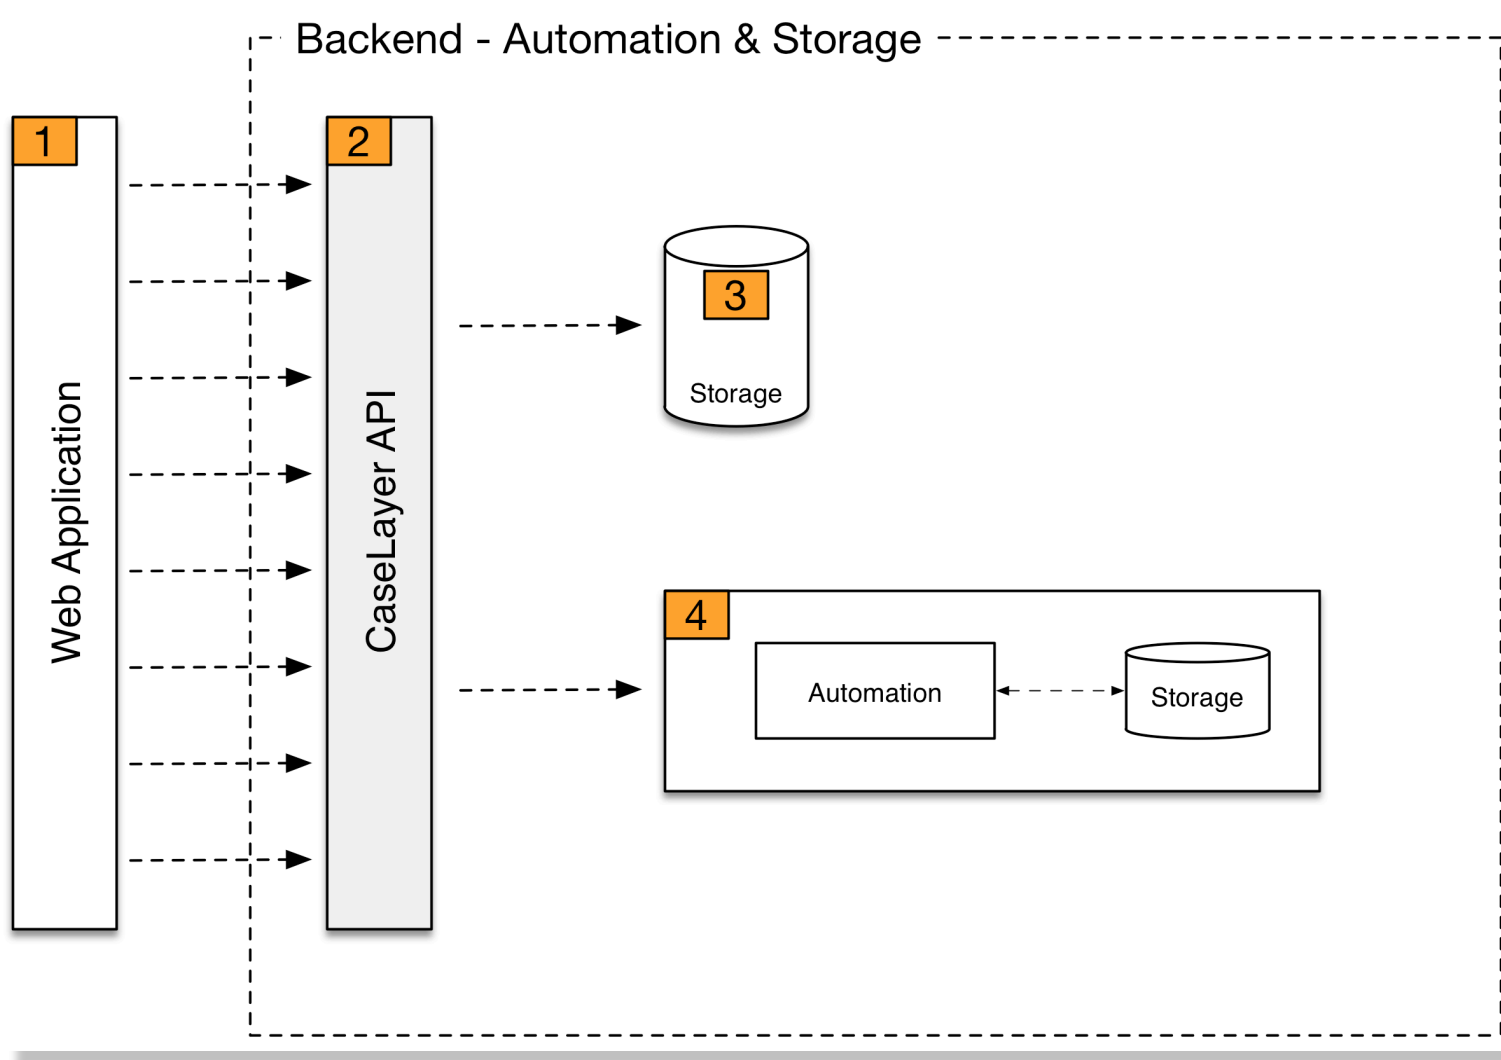 Backend - Automation & Storage
1
Web Application
2
CaseLayer API
3
Storage
4
Automation
Storage